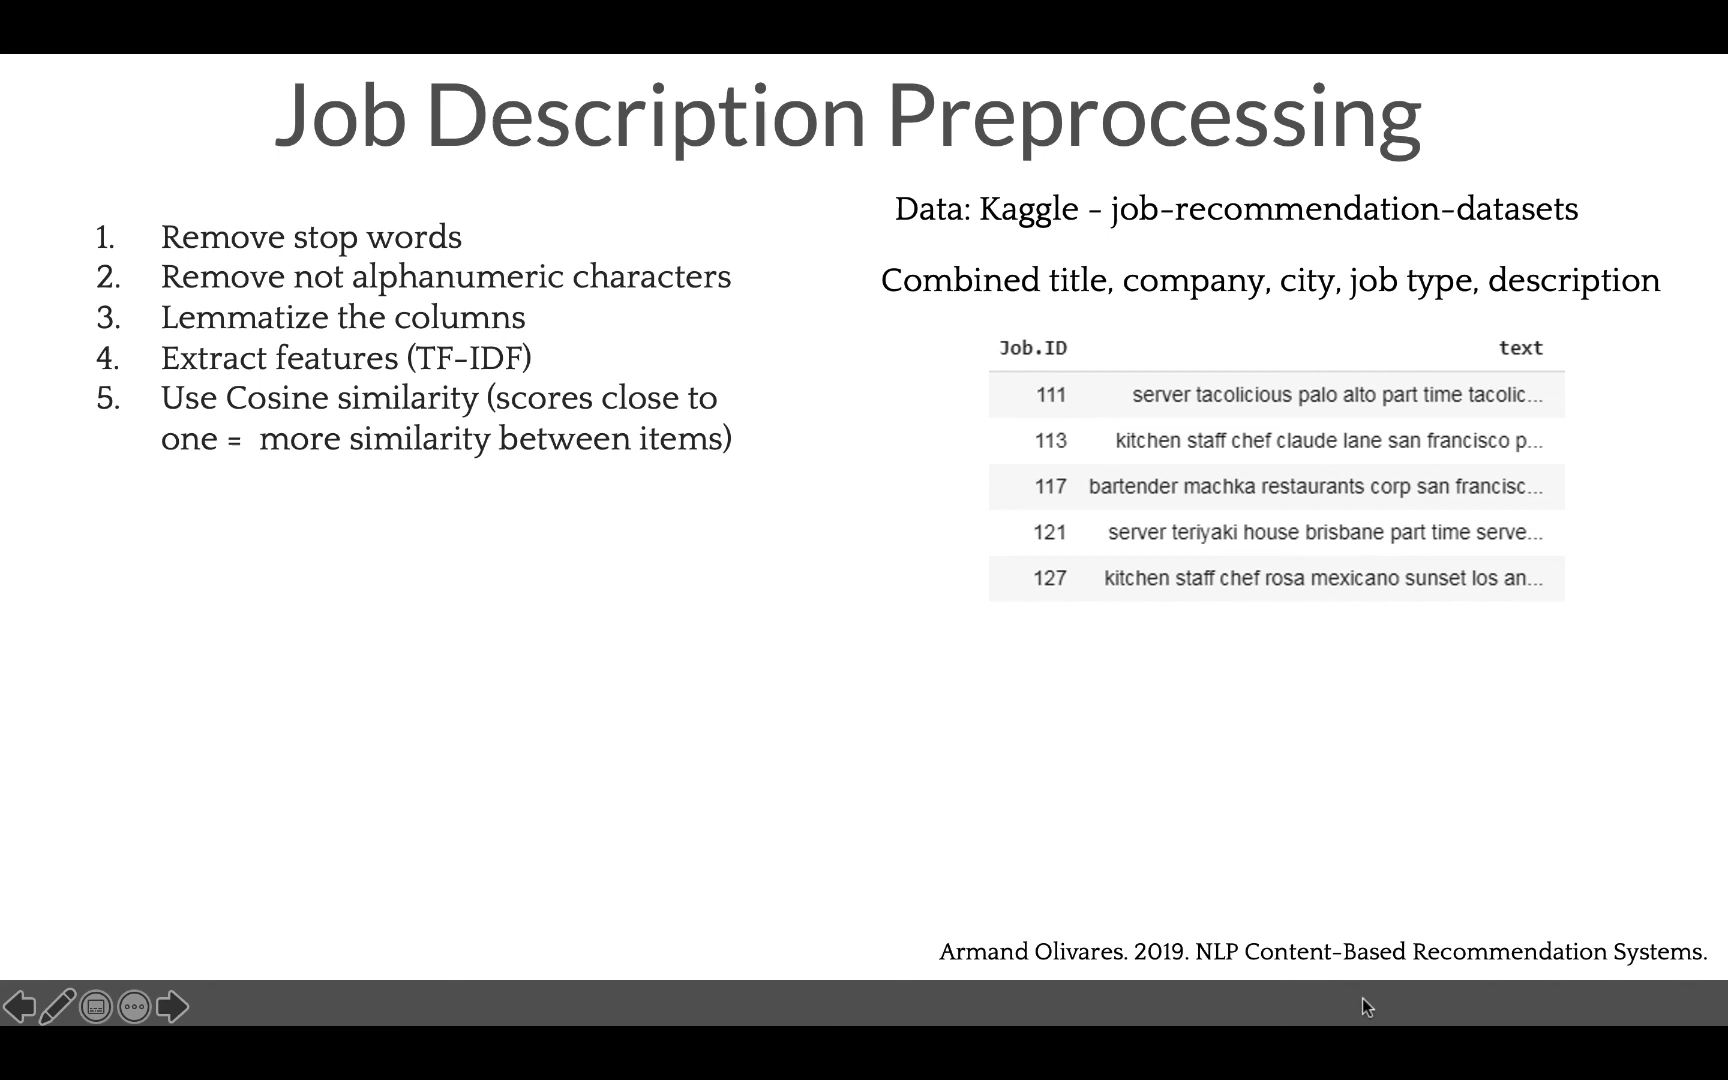 Job Description Preprocessing
1. Remove stop words
2. Remove not alphanumeric characters
3. Lemmatize the columns
4. Extract features (TF-IDF)
5. Use Cosine similarity (scores close to
one = more similarity between items)
Data: Kaggle - job-recommendation-datasets
Combined title, company, city, job type, description
Job.ID text
111 server tacolicious palo alto part time tacolic...
113 kitchen staff chef claude lane san francisco p...
117 bartender machka restaurants corp san francisc...
121 server teriyaki house brisbane part time serve...
127 kitchen staff chef rosa mexicano sunset los an...
Armand Olivares. 2019. NLP Content-Based Recommendation Systems.